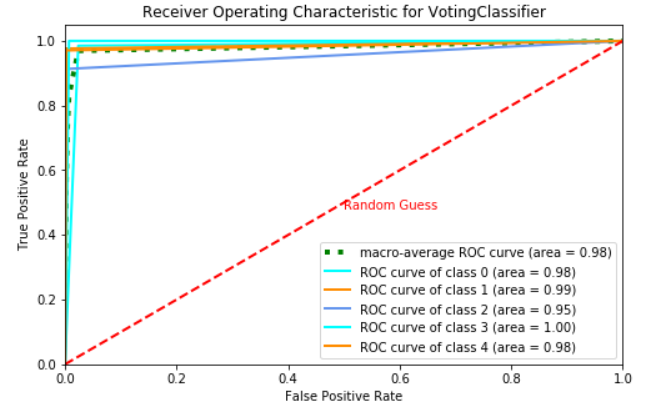 Receiver Operating Characteristic for VotingClassifier
1.0
0.8
0.6
0.4
0.2
0.0
True Positive Rate
Random Guess
macro-average ROC curve (area = 0.98)
ROC curve of class 0 (area = 0.98)
ROC curve of class 1 (area = 0.99)
ROC curve of class 2 (area = 0.95)
ROC curve of class 3 (area = 1.00)
ROC curve of class 4 (area = 0.98)
0.0 0.2 0.4 0.6 0.8 1.0
False Positive Rate